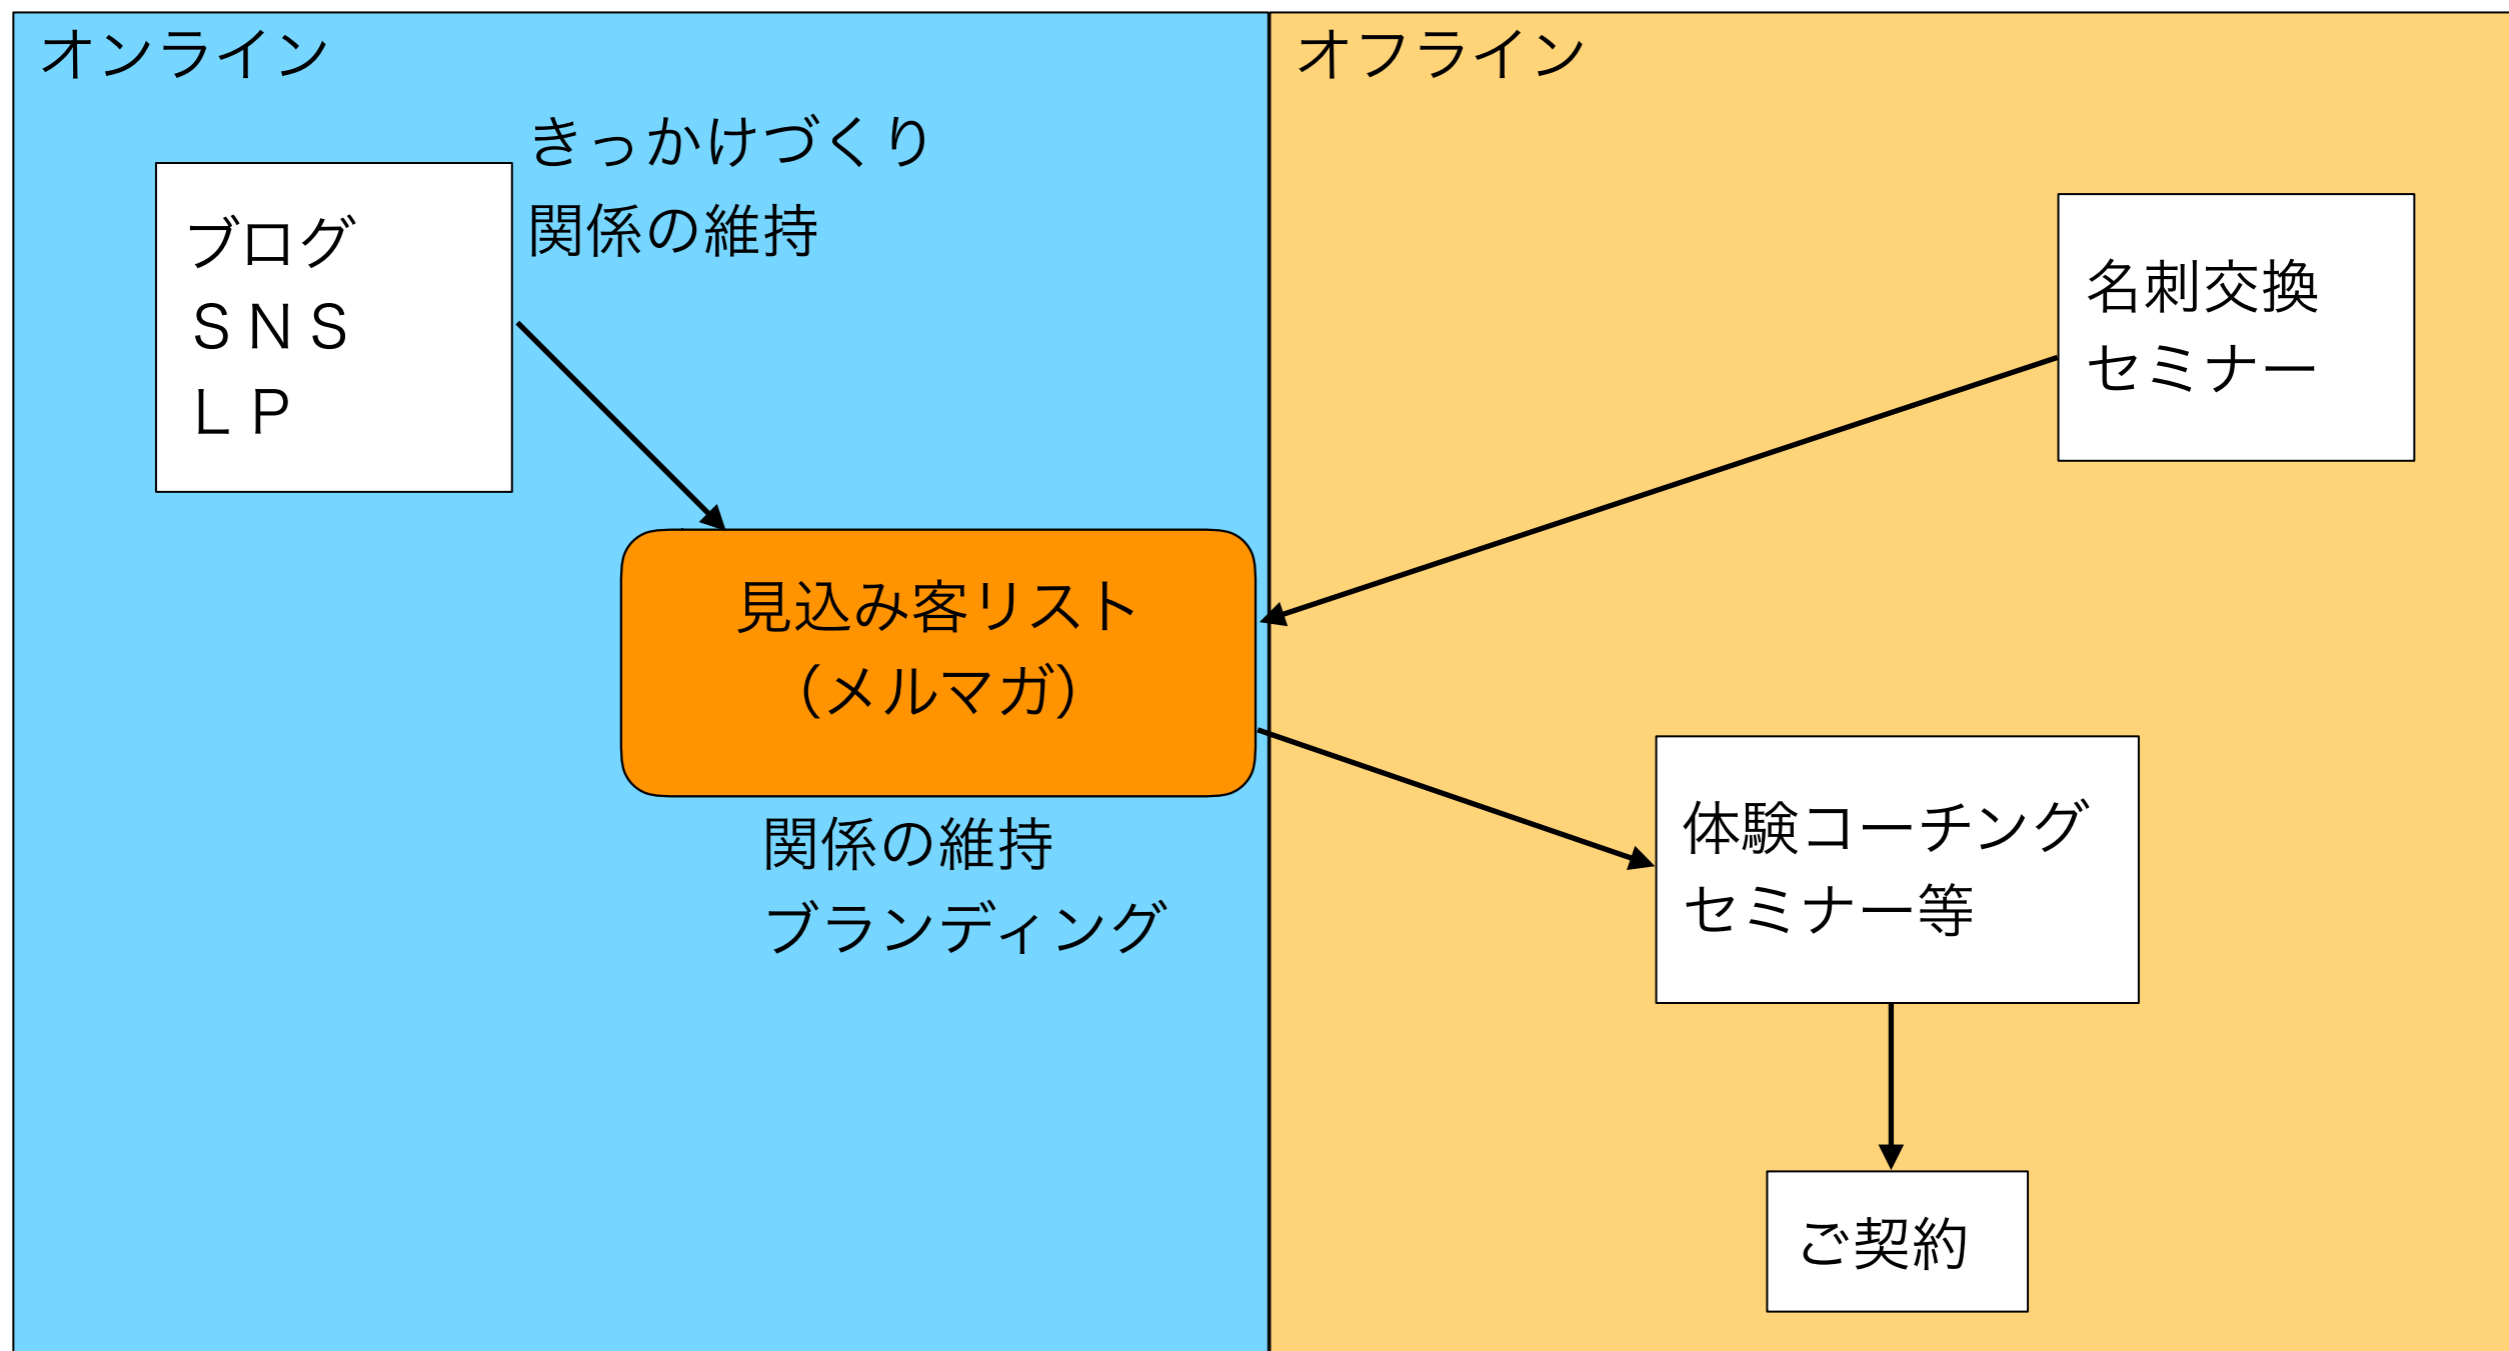 オンライン
きっかけづくり
関係の維持
ブログ
ＳＮＳ
ＬＰ
見込み客リスト
（メルマガ）
関係の維持
ブランディング
オフライン
名刺交換
セミナー
体験コーチング
セミナー等
ご契約